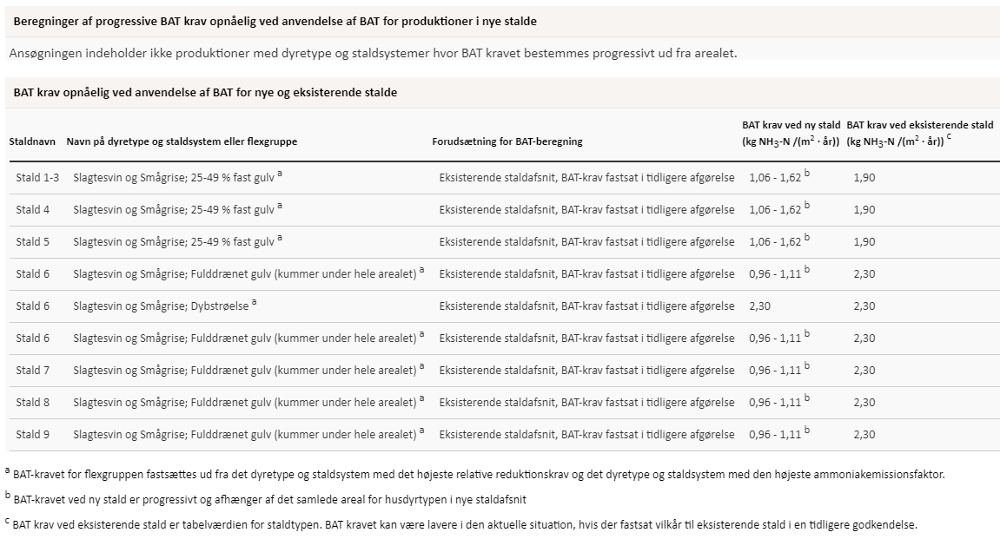 Beregninger af progressive BAT krav opnåelig ved anvendelse af BAT for produktioner i nye stalde
Ansøgningen indeholder ikke produktioner med dyretype og staldsystemer hvor BAT kravet bestemmes progressivt ud fra arealet.
BAT krav opnåelig ved anvendelse af BAT for nye og eksisterende stalde
Staldnavn Navn på dyretype og staldsystem eller flexgruppe Forudsætning for BAT-beregning BAT krav ved ny stald (kg NH3-N /(m² · år)) BAT krav ved eksisterende stald (kg NH3-N /(m² · år)) c
Stald 1-3 Slagtesvin og Smågrise; 25-49 % fast gulv a Eksisterende staldafsnit, BAT-krav fastsat i tidligere afgørelse 1,06 - 1,62 b 1,90
Stald 4 Slagtesvin og Smågrise; 25-49 % fast gulv a Eksisterende staldafsnit, BAT-krav fastsat i tidligere afgørelse 1,06 - 1,62 b 1,90
Stald 5 Slagtesvin og Smågrise; 25-49 % fast gulv a Eksisterende staldafsnit, BAT-krav fastsat i tidligere afgørelse 1,06 - 1,62 b 1,90
Stald 6 Slagtesvin og Smågrise; Fulddrænet gulv (kummer under hele arealet) a Eksisterende staldafsnit, BAT-krav fastsat i tidligere afgørelse 0,96 - 1,11 b 2,30
Stald 6 Slagtesvin og Smågrise; Dybstrøelse a Eksisterende staldafsnit, BAT-krav fastsat i tidligere afgørelse 2,30 2,30
Stald 6 Slagtesvin og Smågrise; Fulddrænet gulv (kummer under hele arealet) a Eksisterende staldafsnit, BAT-krav fastsat i tidligere afgørelse 0,96 - 1,11 b 2,30
Stald 7 Slagtesvin og Smågrise; Fulddrænet gulv (kummer under hele arealet) a Eksisterende staldafsnit, BAT-krav fastsat i tidligere afgørelse 0,96 - 1,11 b 2,30
Stald 8 Slagtesvin og Smågrise; Fulddrænet gulv (kummer under hele arealet) a Eksisterende staldafsnit, BAT-krav fastsat i tidligere afgørelse 0,96 - 1,11 b 2,30
Stald 9 Slagtesvin og Smågrise; Fulddrænet gulv (kummer under hele arealet) a Eksisterende staldafsnit, BAT-krav fastsat i tidligere afgørelse 0,96 - 1,11 b 2,30
a BAT-kravet for flexgruppen fastsættes ud fra det dyretype og staldsystem med det højeste relative reduktionskrav og det dyretype og staldsystem med den højeste ammoniakemissionsfaktor.
b BAT-kravet ved ny stald er progressivt og afhænger af det samlede areal for husdyrtypen i nye staldafsnit
c BAT krav ved eksisterende stald er tabelværdien for staldtypen. BAT kravet kan være lavere i den aktuelle situation, hvis der fastsat vilkår til eksisterende stald i en tidligere godkendelse.